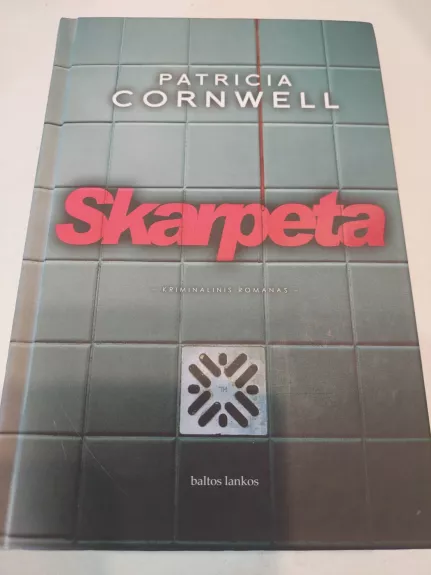 PATRICIA
CORNWELL
Skarpeta
KRIMINALINIS ROMANAS
baltos lankos